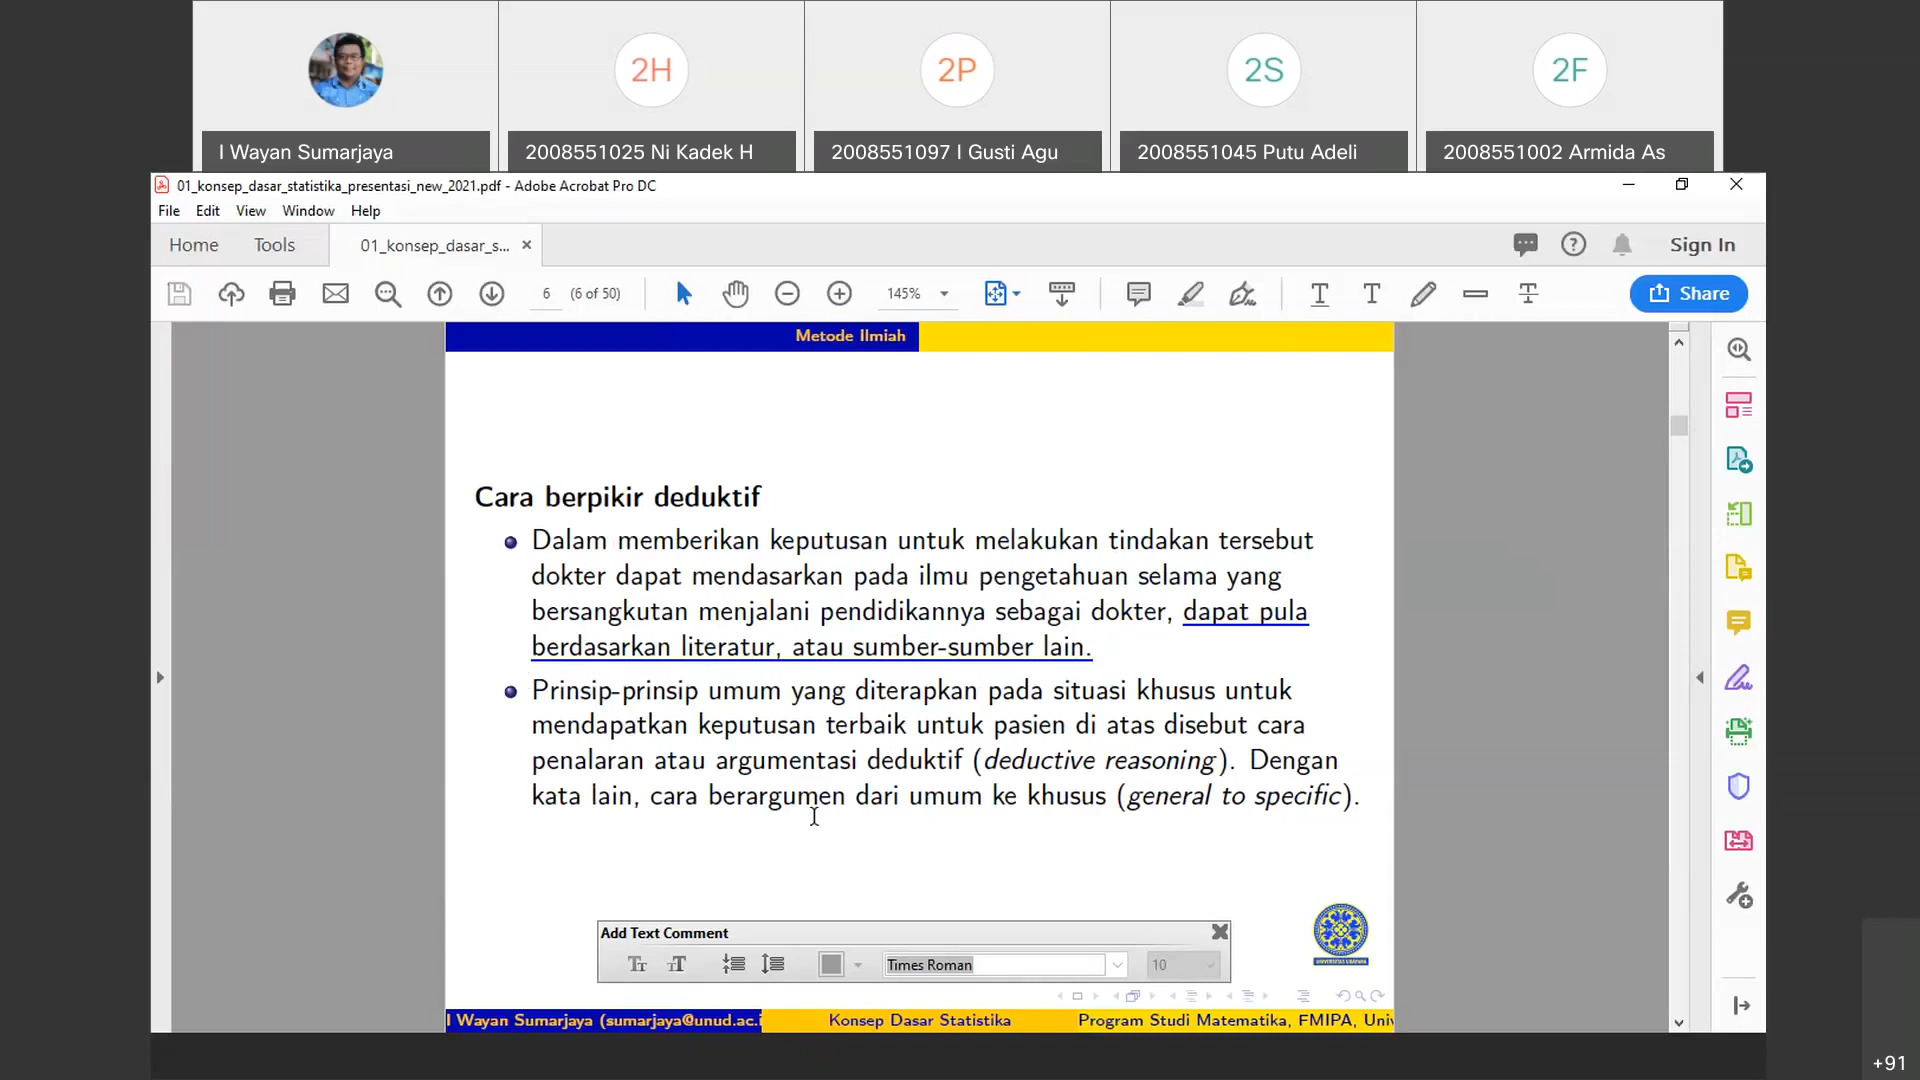 2H
2P
2S
2F
I Wayan Sumarjaya
2008551025 Ni Kadek H
2008551097 I Gusti Agu
2008551045 Putu Adeli
2008551002 Armida As
01_konsep_dasar_statistika_presentasi_new_2021.pdf - Adobe Acrobat Pro DC
File Edit View Window Help
Home Tools 01_konsep_dasar_s... Sign In
6 (6 of 50) 145% Share
Metode Ilmiah
Cara berpikir deduktif
Dalam memberikan keputusan untuk melakukan tindakan tersebut
dokter dapat mendasarkan pada ilmu pengetahuan selama yang
bersangkutan menjalani pendidikannya sebagai dokter, dapat pula
berdasarkan literatur, atau sumber-sumber lain.
Prinsip-prinsip umum yang diterapkan pada situasi khusus untuk
mendapatkan keputusan terbaik untuk pasien di atas disebut cara
penalaran atau argumentasi deduktif (deductive reasoning). Dengan
kata lain, cara berargumen dari umum ke khusus (general to specific).
Add Text Comment
Times Roman 10
UNIVERSITAS UDAYANA
I Wayan Sumarjaya (sumarjaya@unud.ac.i Konsep Dasar Statistika Program Studi Matematika, FMIPA, Univ
+91